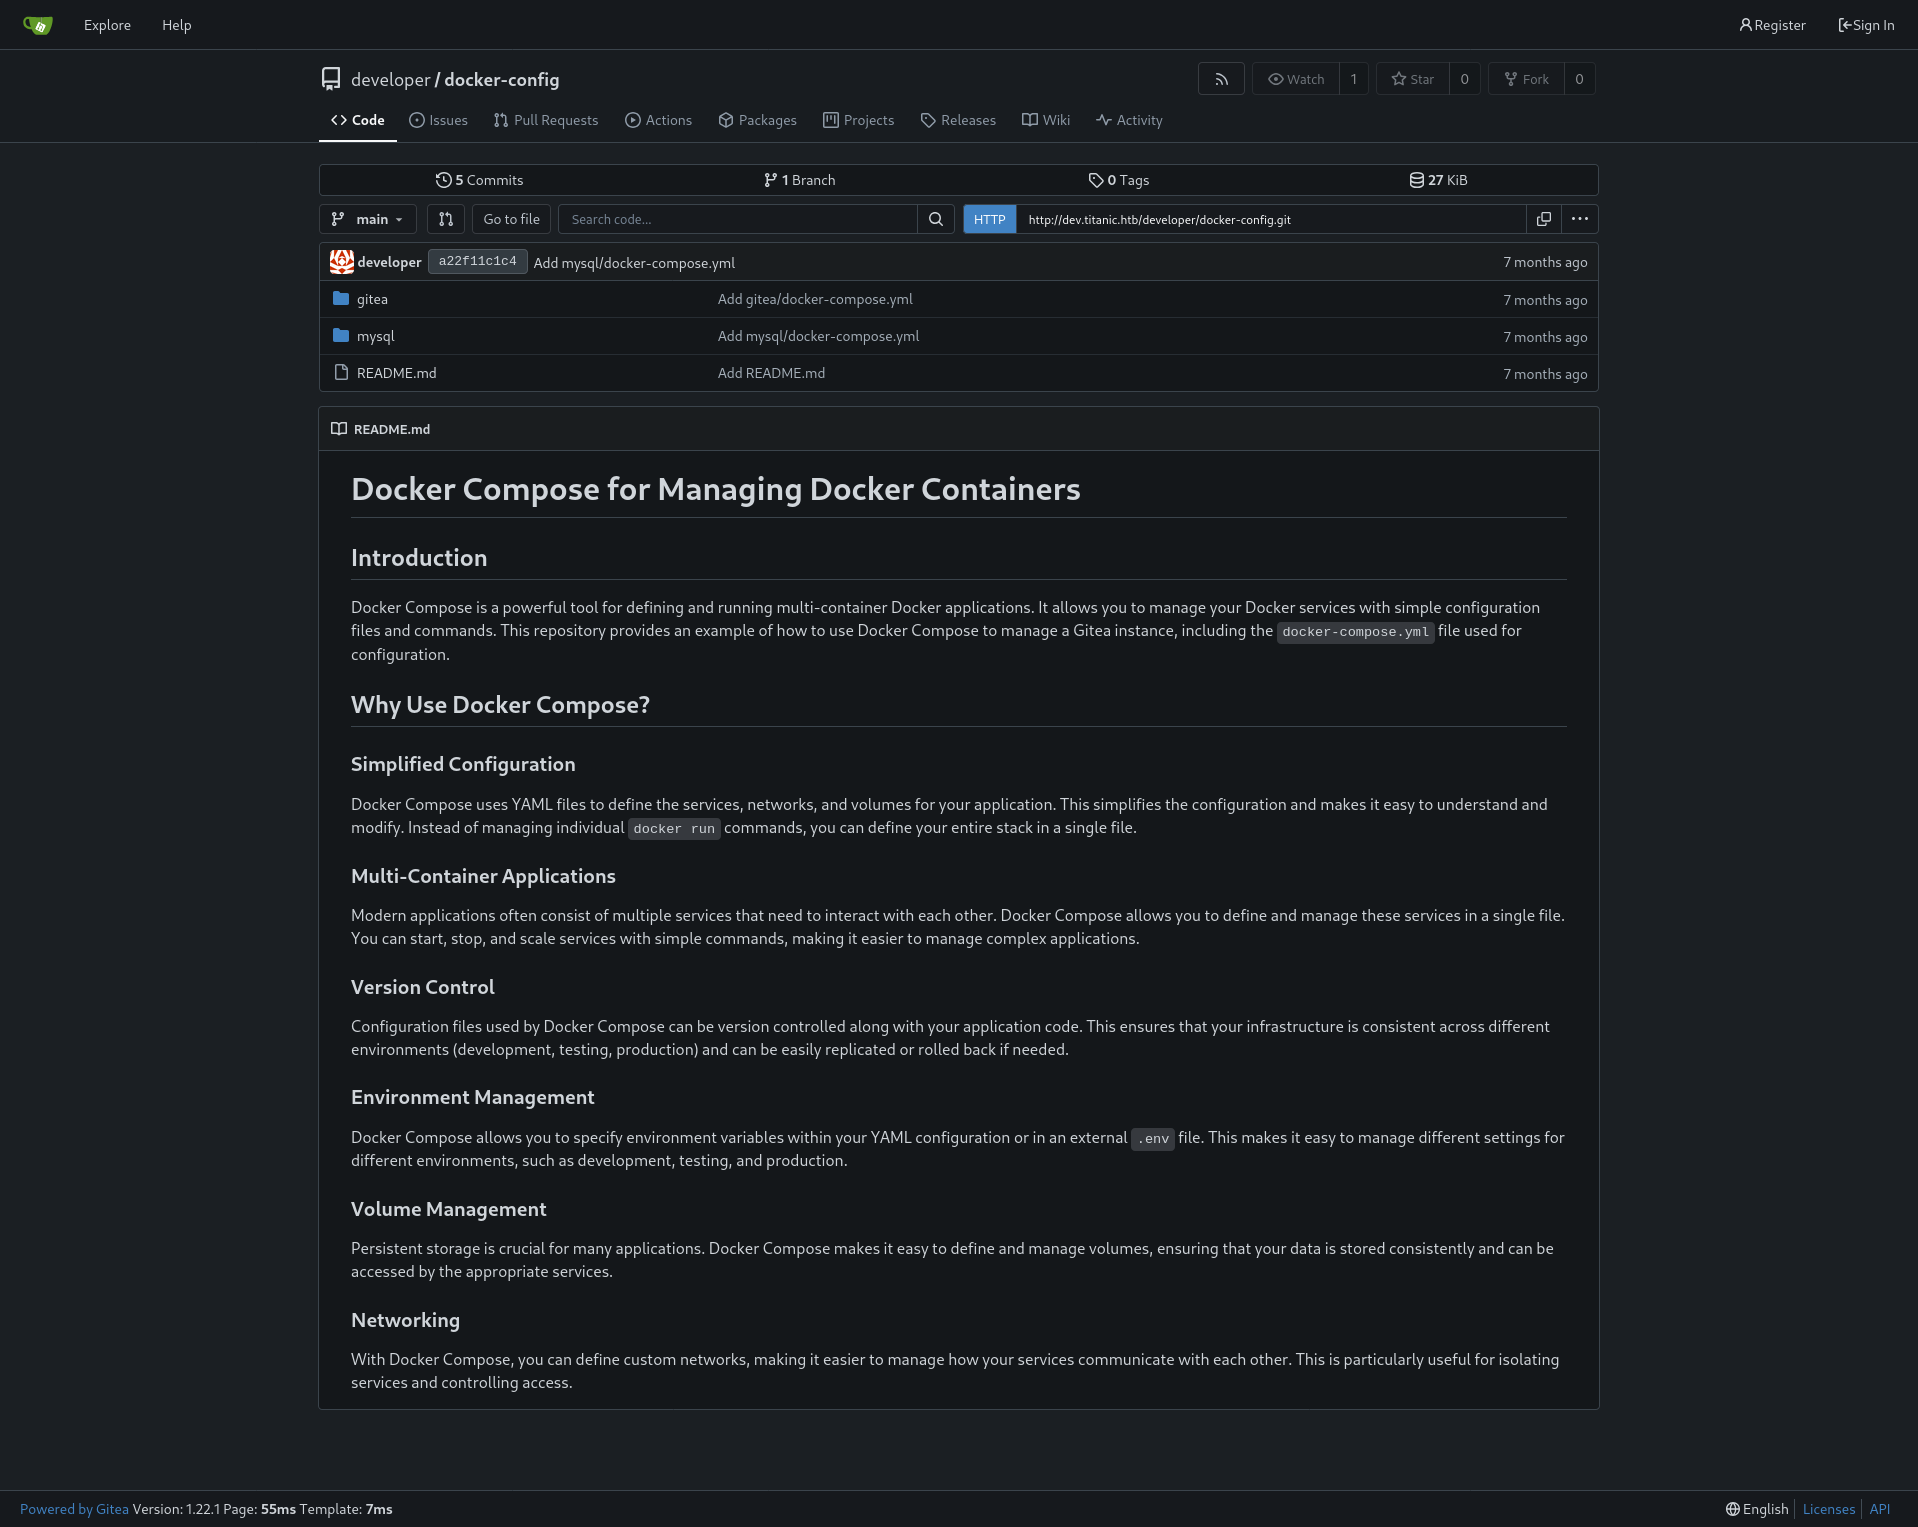 Explore Help Register Sign In
developer / docker-config Watch 1 Star 0 Fork 0
Code Issues Pull Requests Actions Packages Projects Releases Wiki Activity
5 Commits 1 Branch 0 Tags 27 KiB
main Go to file Search code... HTTP http://dev.titanic.htb/developer/docker-config.git
developer a22f11c1c4 Add mysql/docker-compose.yml 7 months ago
gitea Add gitea/docker-compose.yml 7 months ago
mysql Add mysql/docker-compose.yml 7 months ago
README.md Add README.md 7 months ago
README.md
Docker Compose for Managing Docker Containers
Introduction
Docker Compose is a powerful tool for defining and running multi-container Docker applications. It allows you to manage your Docker services with simple configuration
files and commands. This repository provides an example of how to use Docker Compose to manage a Gitea instance, including the docker-compose.yml file used for
configuration.
Why Use Docker Compose?
Simplified Configuration
Docker Compose uses YAML files to define the services, networks, and volumes for your application. This simplifies the configuration and makes it easy to understand and
modify. Instead of managing individual docker run commands, you can define your entire stack in a single file.
Multi-Container Applications
Modern applications often consist of multiple services that need to interact with each other. Docker Compose allows you to define and manage these services in a single file.
You can start, stop, and scale services with simple commands, making it easier to manage complex applications.
Version Control
Configuration files used by Docker Compose can be version controlled along with your application code. This ensures that your infrastructure is consistent across different
environments (development, testing, production) and can be easily replicated or rolled back if needed.
Environment Management
Docker Compose allows you to specify environment variables within your YAML configuration or in an external .env file. This makes it easy to manage different settings for
different environments, such as development, testing, and production.
Volume Management
Persistent storage is crucial for many applications. Docker Compose makes it easy to define and manage volumes, ensuring that your data is stored consistently and can be
accessed by the appropriate services.
Networking
With Docker Compose, you can define custom networks, making it easier to manage how your services communicate with each other. This is particularly useful for isolating
services and controlling access.
Powered by Gitea Version: 1.22.1 Page: 55ms Template: 7ms English Licenses API